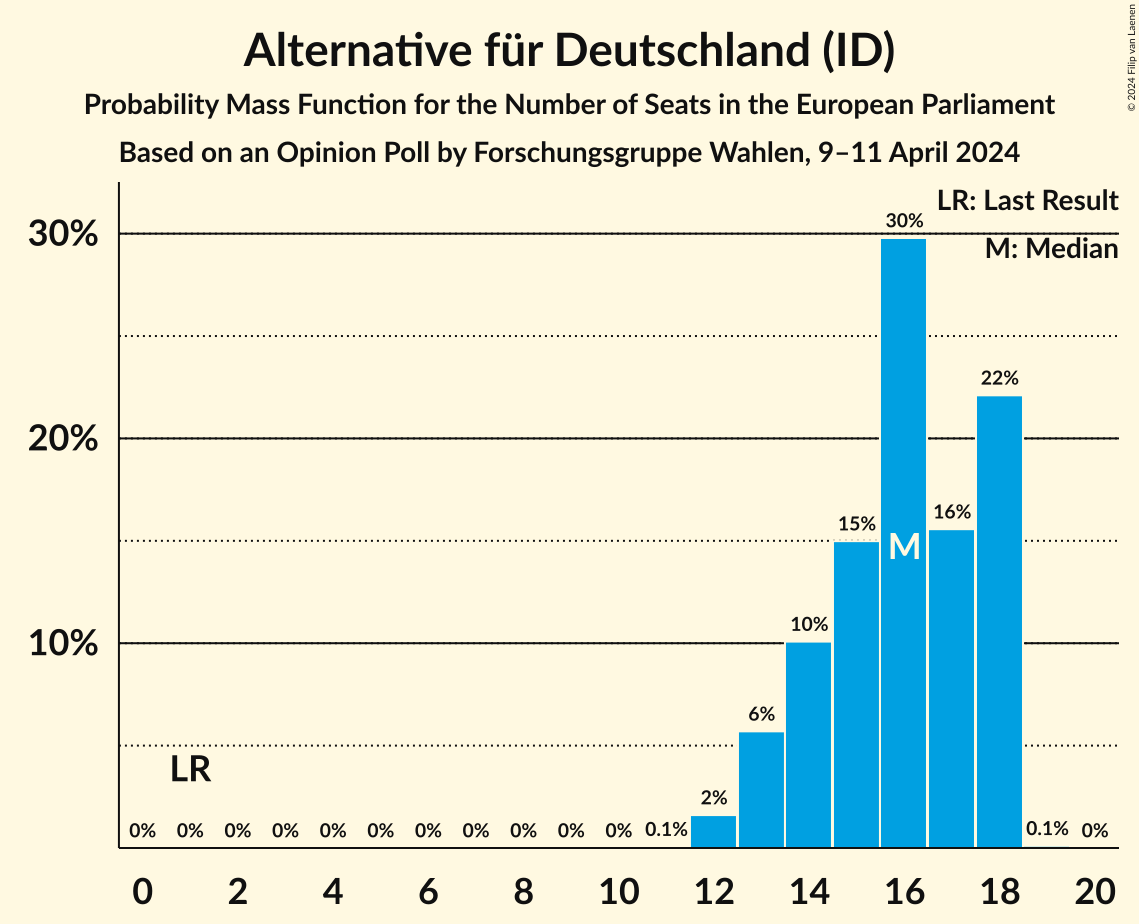 Alternative für Deutschland (ID)
Probability Mass Function for the Number of Seats in the European Parliament
Based on an Opinion Poll by Forschungsgruppe Wahlen, 9–11 April 2024
© 2024 Filip van Laenen
LR: Last Result
M: Median
30%
20%
10%
30%
22%
16%
15%
M
10%
6%
2%
LR
0% 0% 0% 0% 0% 0% 0% 0% 0% 0% 0% 0.1% 0.1% 0%
0 2 4 6 8 10 12 14 16 18 20